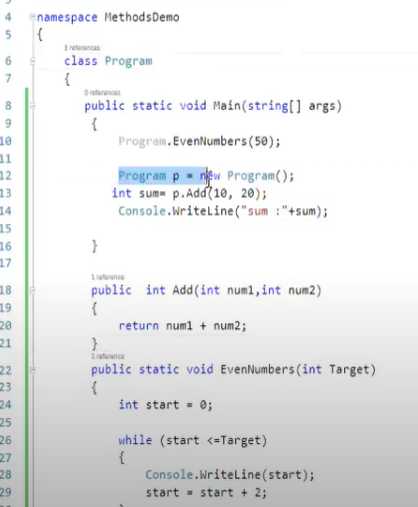 4 namespace MethodsDemo
5 {
3 references
6 class Program
7 {
0 references
8 public static void Main(string[] args)
9 {
10 Program.EvenNumbers(50);
11
12 Program p = new Program();
13 int sum= p.Add(10, 20);
14 Console.WriteLine("sum :"+sum);
15
16 }
17
1 reference
18 public int Add(int num1,int num2)
19 {
20 return num1 + num2;
21 }
1 reference
22 public static void EvenNumbers(int Target)
23 {
24 int start = 0;
25
26 while (start <=Target)
27 {
28 Console.WriteLine(start);
29 start = start + 2;